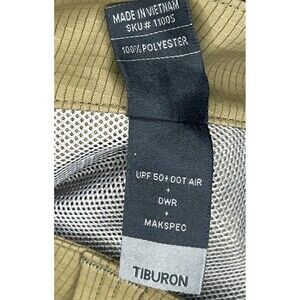 MADE IN VIETNAM
SKU # 11005
100% POLYESTER
UPF 50+ DOT AIR
+
DWR
+
MAKSPEC
TIBURON